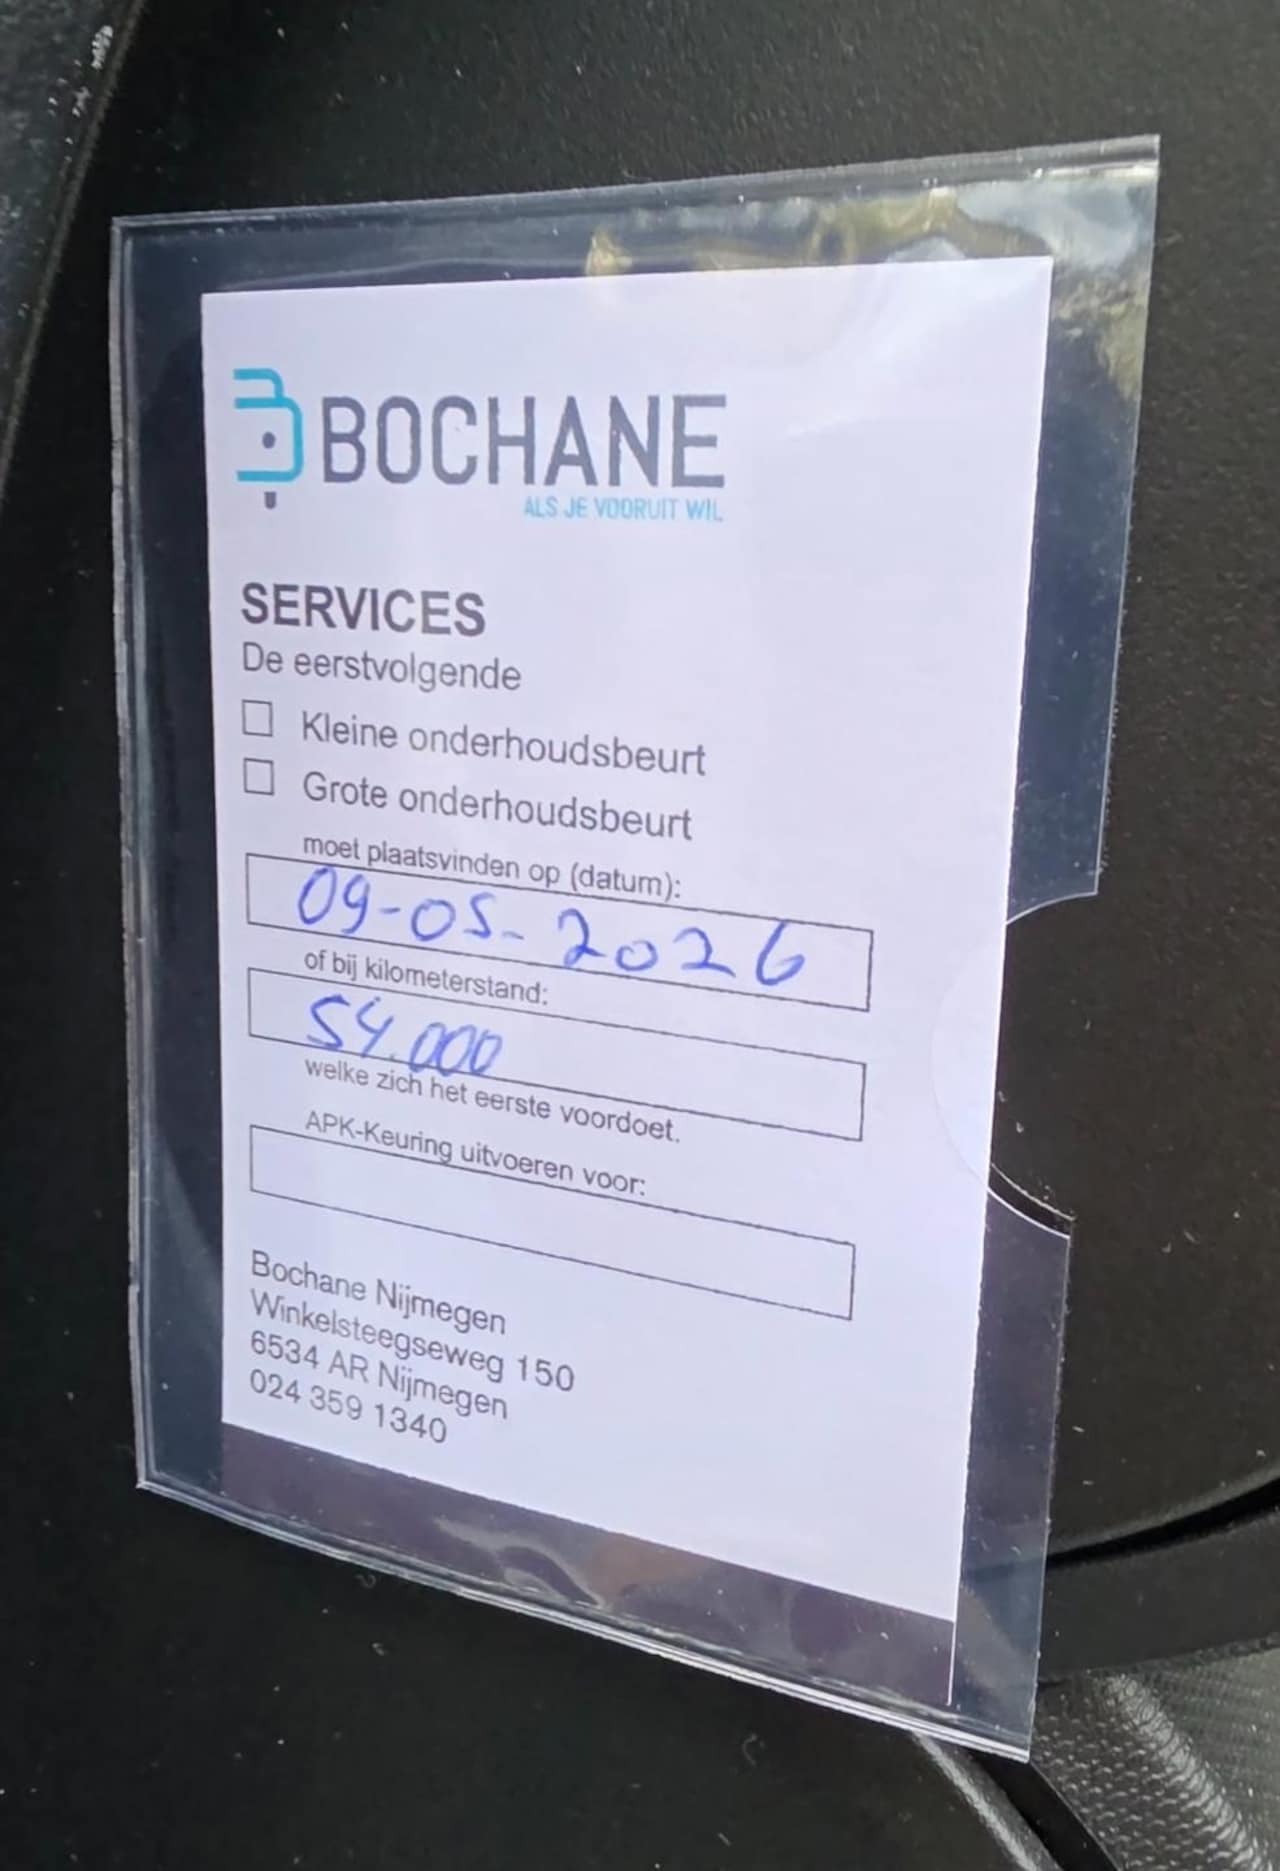 BOCHANE
ALS JE VOORUIT WIL
SERVICES
De eerstvolgende
Kleine onderhoudsbeurt
Grote onderhoudsbeurt
moet plaatsvinden op (datum):
09-05-2026
of bij kilometerstand:
54.000
welke zich het eerste voordoet.
APK-Keuring uitvoeren voor:
Bochane Nijmegen
Winkelsteegseweg 150
6534 AR Nijmegen
024 359 1340